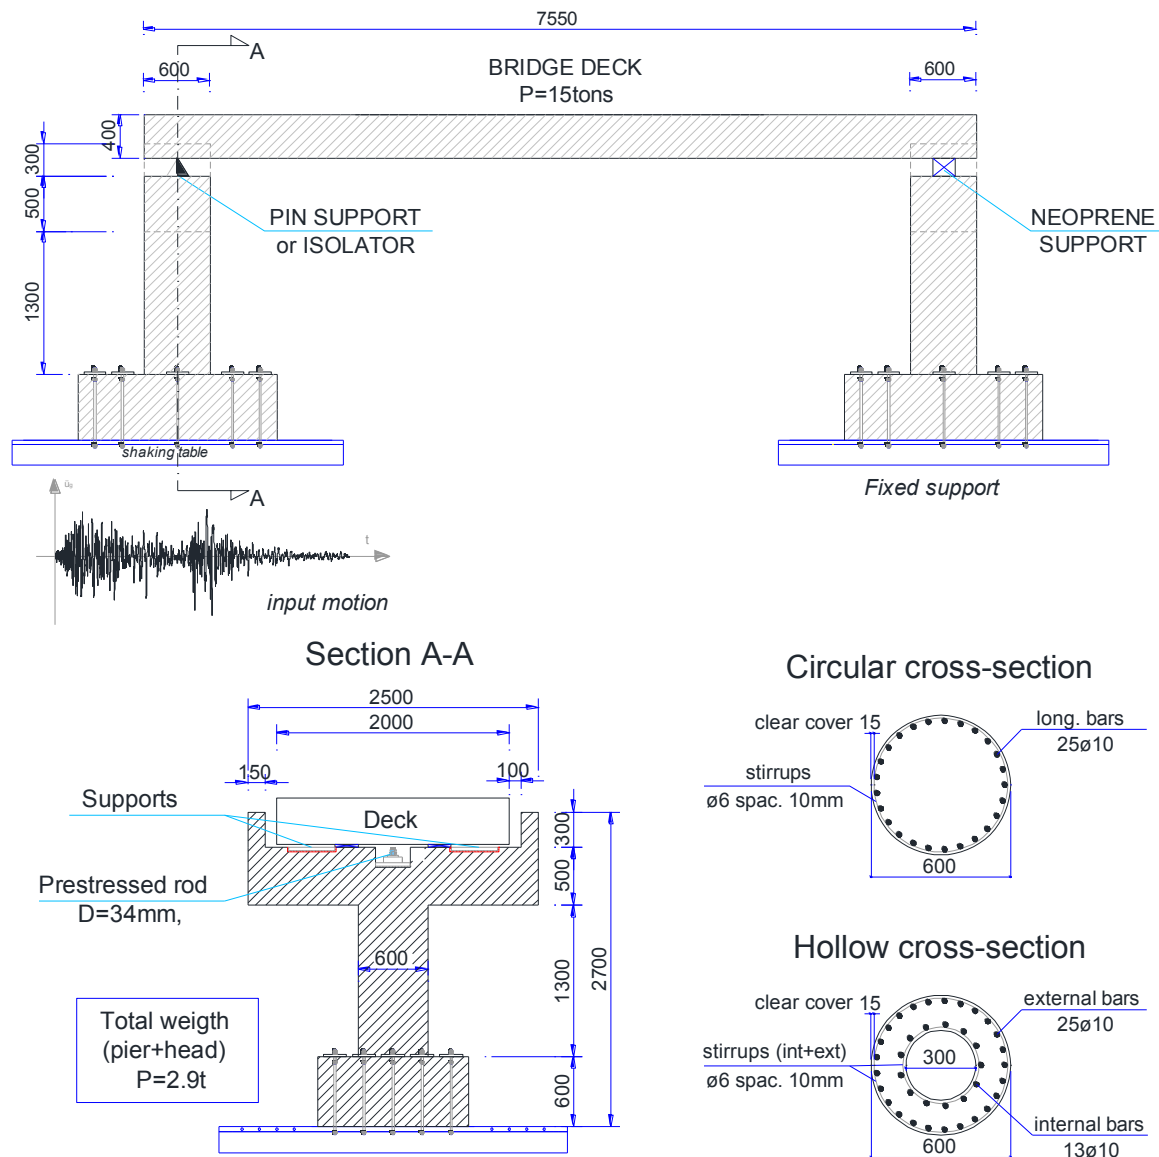 7550
A
600
BRIDGE DECK
P=15tons
600
400
300
500
1300
PIN SUPPORT
or ISOLATOR
NEOPRENE
SUPPORT
shaking table
A
Fixed support
üg
t
input motion
Section A-A
2500
2000
150
100
Supports
Deck
Prestressed rod
D=34mm,
300
500
600
1300
2700
600
Total weigth
(pier+head)
P=2.9t
Circular cross-section
clear cover 15
long. bars
25ø10
stirrups
ø6 spac. 10mm
600
Hollow cross-section
clear cover 15
external bars
25ø10
stirrups (int+ext)
ø6 spac. 10mm
300
internal bars
13ø10
600